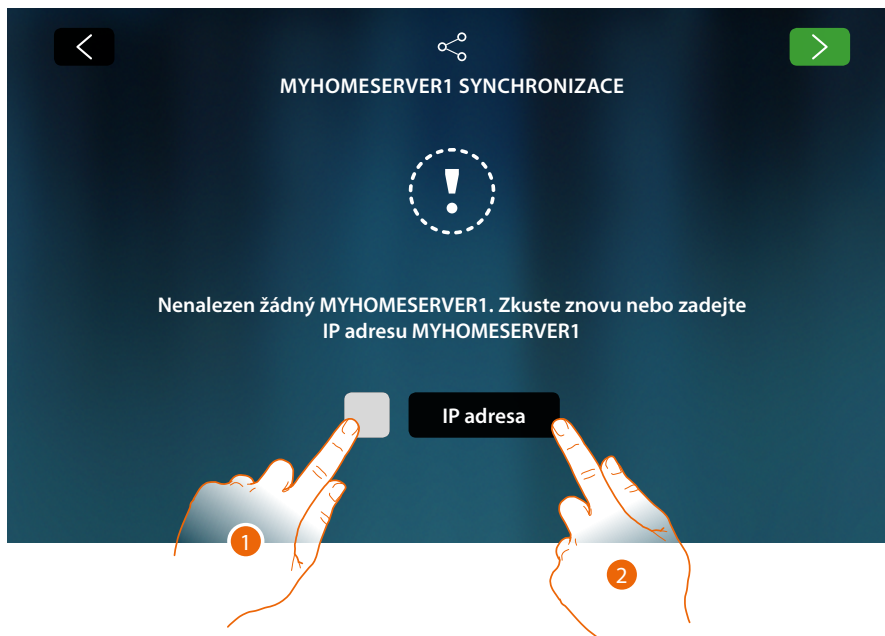 MYHOMESERVER1 SYNCHRONIZACE
Nenalezen žádný MYHOMESERVER1. Zkuste znovu nebo zadejte
IP adresu MYHOMESERVER1
IP adresa
1
2